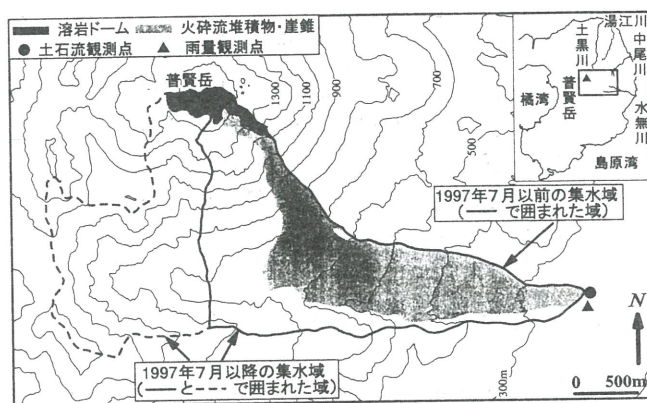 溶岩ドーム 火砕流堆積物・崖錐
土石流観測点 雨量観測点
普賢岳
1300
1100
900
700
500
湯江川
中尾川
土黒川
橘湾
普賢岳
水無川
島原湾
1997年7月以前の集水域
(―― で囲まれた域)
1997年7月以降の集水域
(――と---で囲まれた域)
300m
N
0 500m